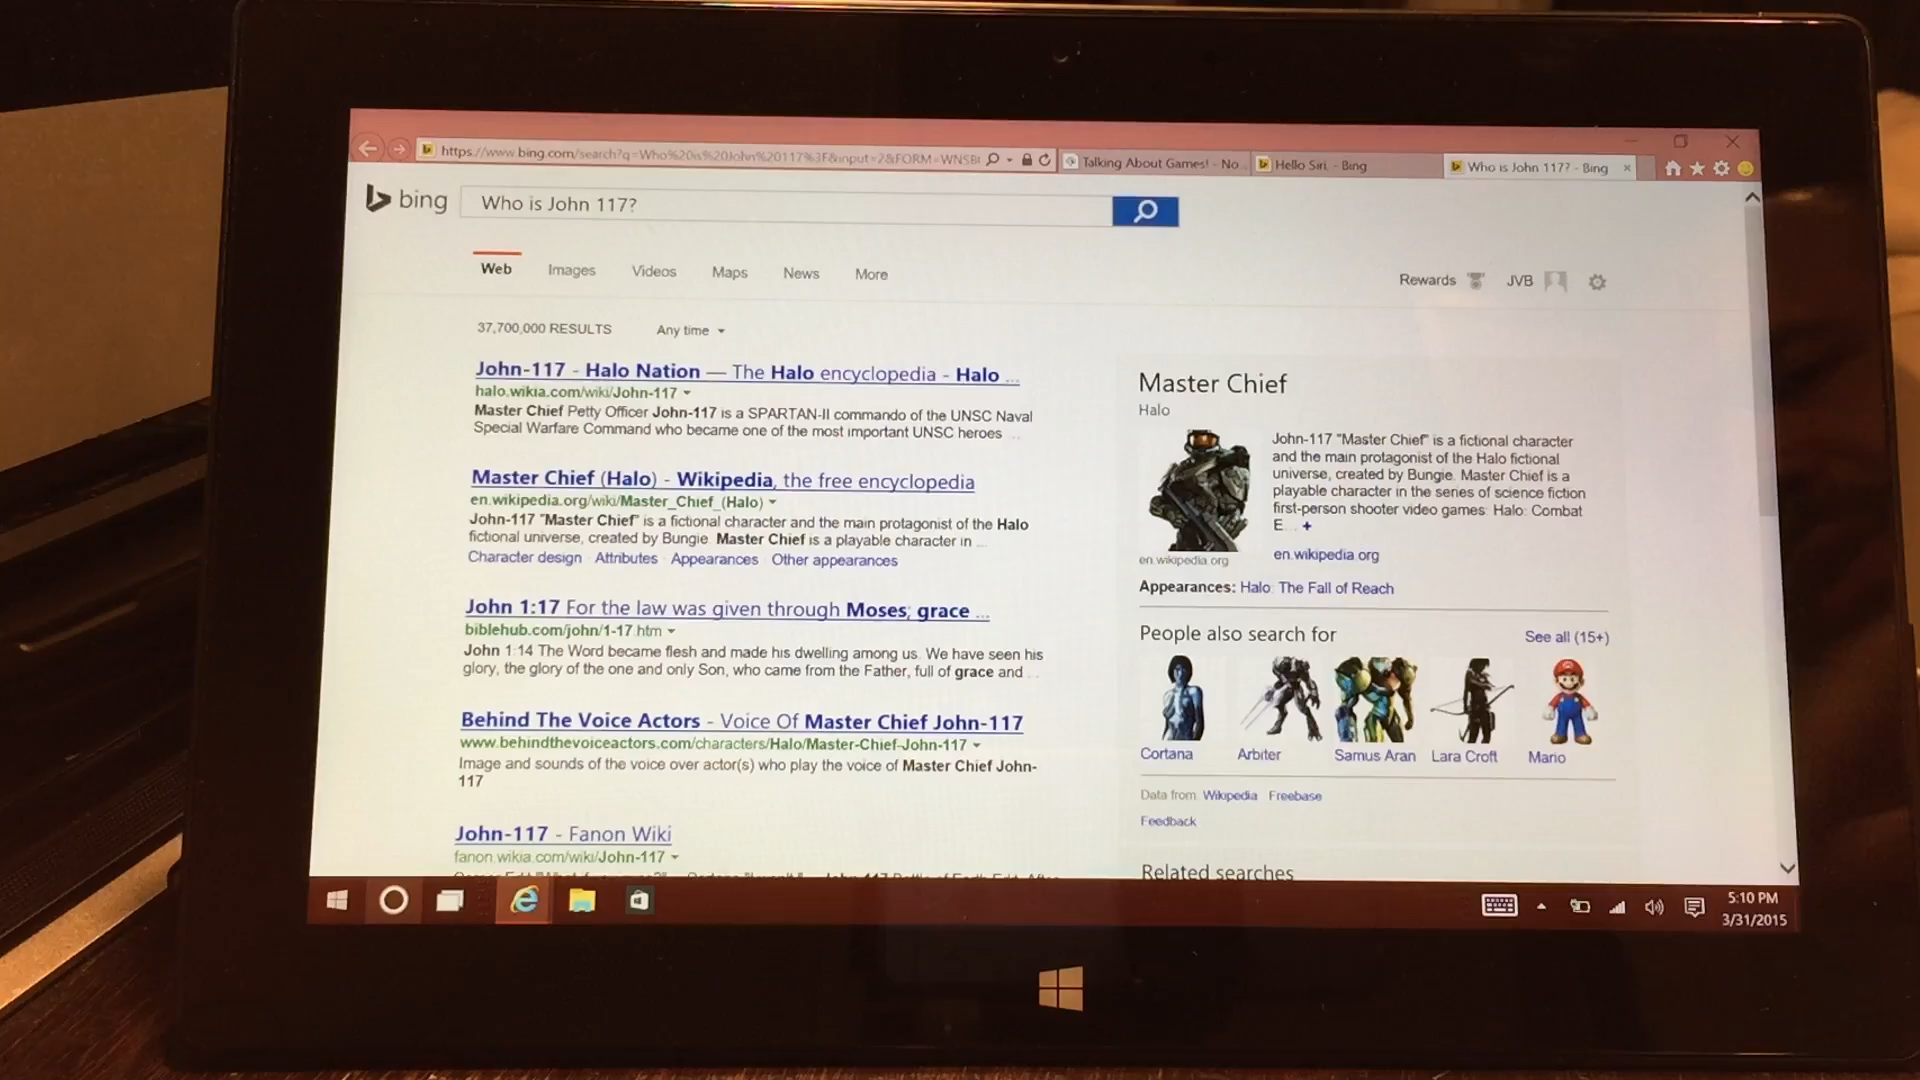 https://www.bing.com/search?q=Who%20is%20John%20117%3F&input=2&FORM=WNSB
Talking About Games! - No...
Hello Siri. - Bing
Who is John 117? - Bing
bing
Who is John 117?
Web
Images
Videos
Maps
News
More
Rewards
JVB
37,700,000 RESULTS
Any time
John-117 - Halo Nation — The Halo encyclopedia - Halo ...
halo.wikia.com/wiki/John-117
Master Chief Petty Officer John-117 is a SPARTAN-II commando of the UNSC Naval
Special Warfare Command who became one of the most important UNSC heroes ...
Master Chief (Halo) - Wikipedia, the free encyclopedia
en.wikipedia.org/wiki/Master_Chief_(Halo)
John-117 "Master Chief" is a fictional character and the main protagonist of the Halo
fictional universe, created by Bungie. Master Chief is a playable character in ...
Character design · Attributes · Appearances · Other appearances
John 1:17 For the law was given through Moses; grace ...
biblehub.com/john/1-17.htm
John 1:14 The Word became flesh and made his dwelling among us. We have seen his
glory, the glory of the one and only Son, who came from the Father, full of grace and ...
Behind The Voice Actors - Voice Of Master Chief John-117
www.behindthevoiceactors.com/characters/Halo/Master-Chief-John-117
Image and sounds of the voice over actor(s) who play the voice of Master Chief John-
117
John-117 - Fanon Wiki
fanon.wikia.com/wiki/John-117
Master Chief
Halo
John-117 "Master Chief" is a fictional character
and the main protagonist of the Halo fictional
universe, created by Bungie. Master Chief is a
playable character in the series of science fiction
first-person shooter video games: Halo: Combat
E... +
en.wikipedia.org
en.wikipedia.org
Appearances: Halo: The Fall of Reach
People also search for
See all (15+)
Cortana
Arbiter
Samus Aran
Lara Croft
Mario
Data from: Wikipedia · Freebase
Feedback
Related searches
5:10 PM
3/31/2015